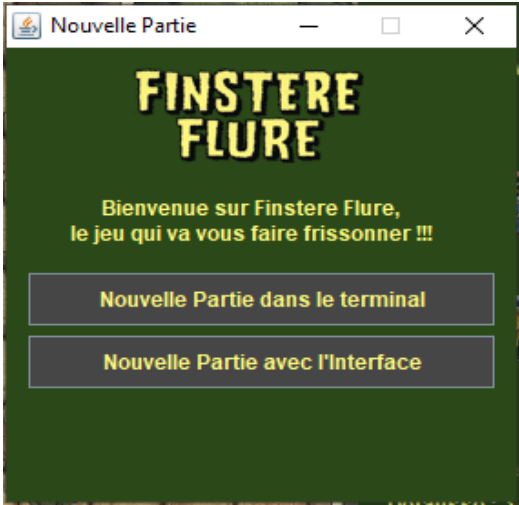 Nouvelle Partie
FINSTERE
FLURE
Bienvenue sur Finstere Flure,
le jeu qui va vous faire frissonner !!!
Nouvelle Partie dans le terminal
Nouvelle Partie avec l'Interface